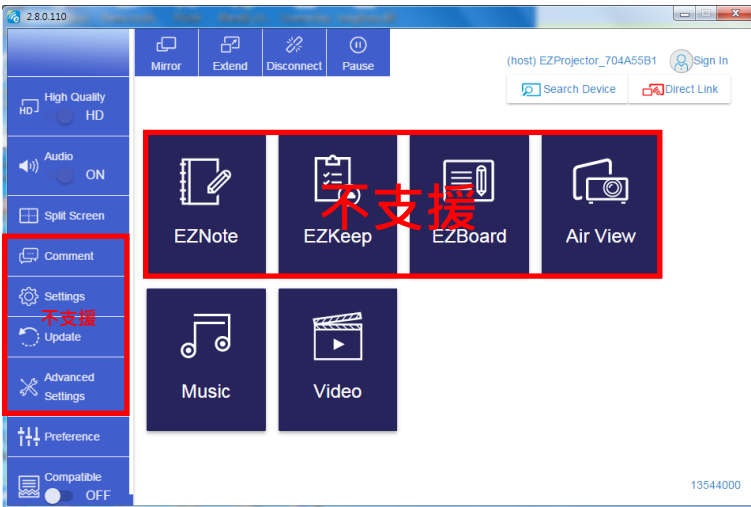 2.8.0.110
Mirror
Extend
Disconnect
Pause
(host) EZProjector_704A55B1
Sign In
Search Device
Direct Link
High Quality
HD
HD
Audio
ON
Split Screen
Comment
Settings
不支援
Update
Advanced
Settings
Preference
Compatible
OFF
不支援
EZNote
EZKeep
EZBoard
Air View
Music
Video
13544000